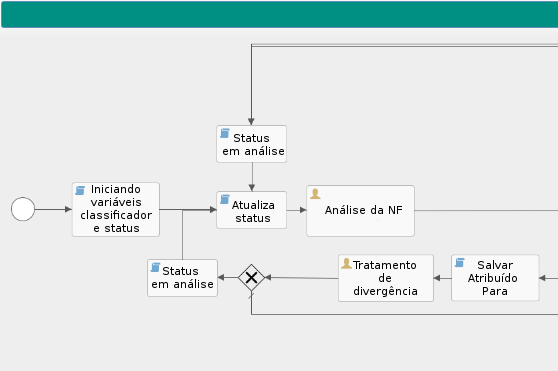 Status
em análise
Iniciando
variáveis
classificador
e status
Atualiza
status
Análise da NF
Status
em análise
Tratamento
de
divergência
Salvar
Atribuído
Para